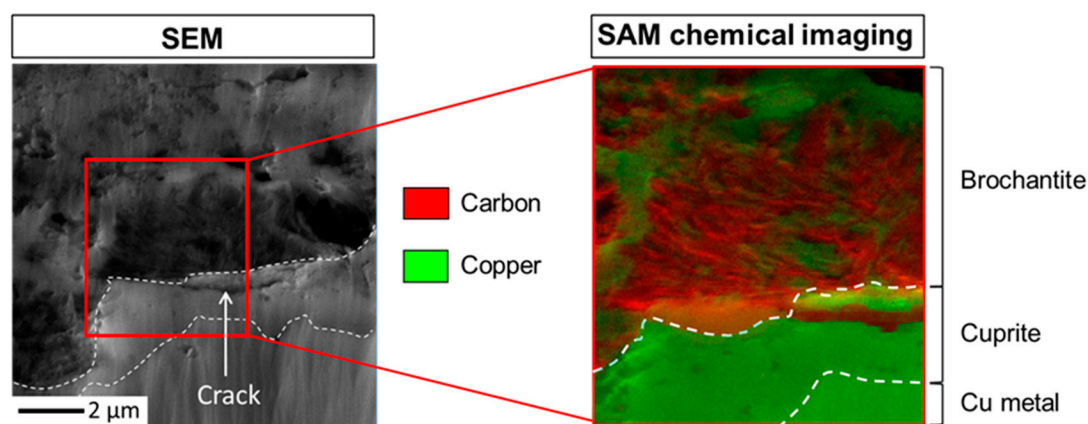 SEM
SAM chemical imaging
Carbon
Copper
Crack
2 µm
Brochantite
Cuprite
Cu metal